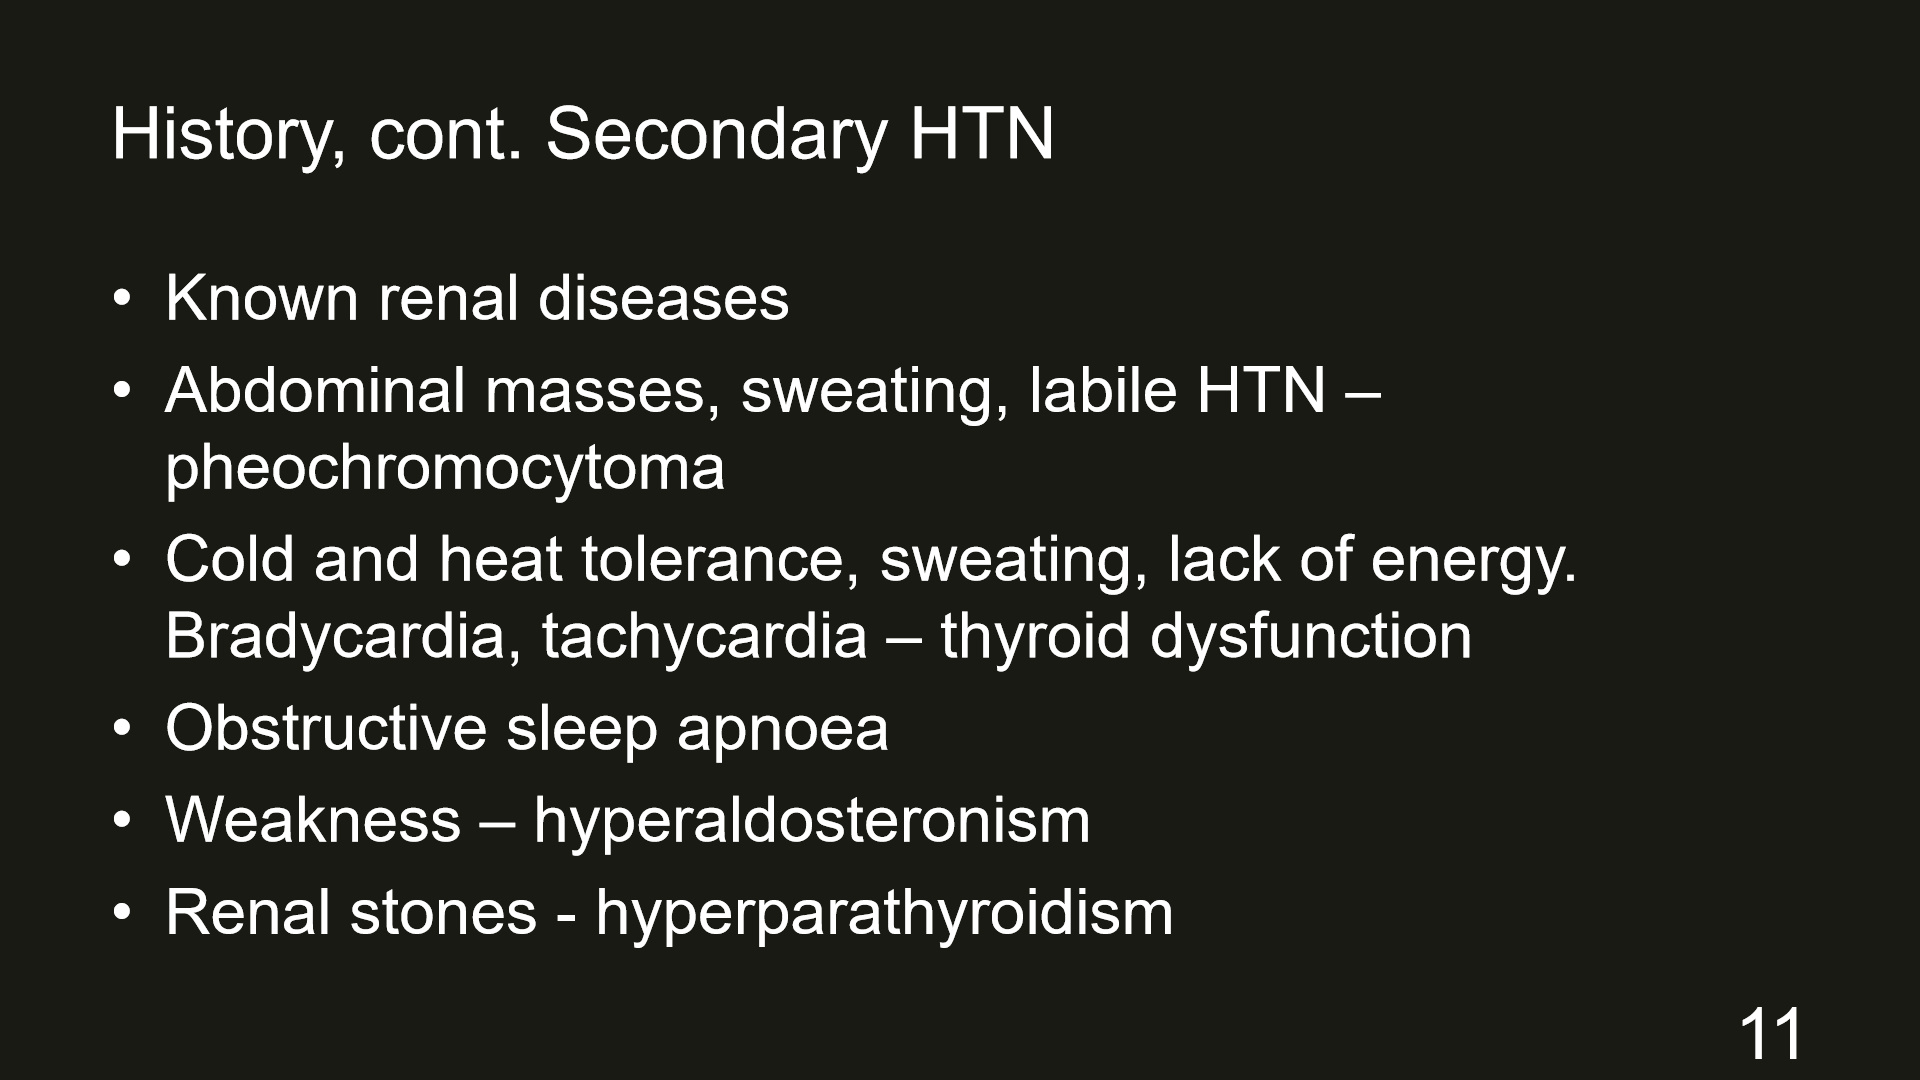 History, cont. Secondary HTN
• Known renal diseases
• Abdominal masses, sweating, labile HTN –
pheochromocytoma
• Cold and heat tolerance, sweating, lack of energy.
Bradycardia, tachycardia – thyroid dysfunction
• Obstructive sleep apnoea
• Weakness – hyperaldosteronism
• Renal stones - hyperparathyroidism
11